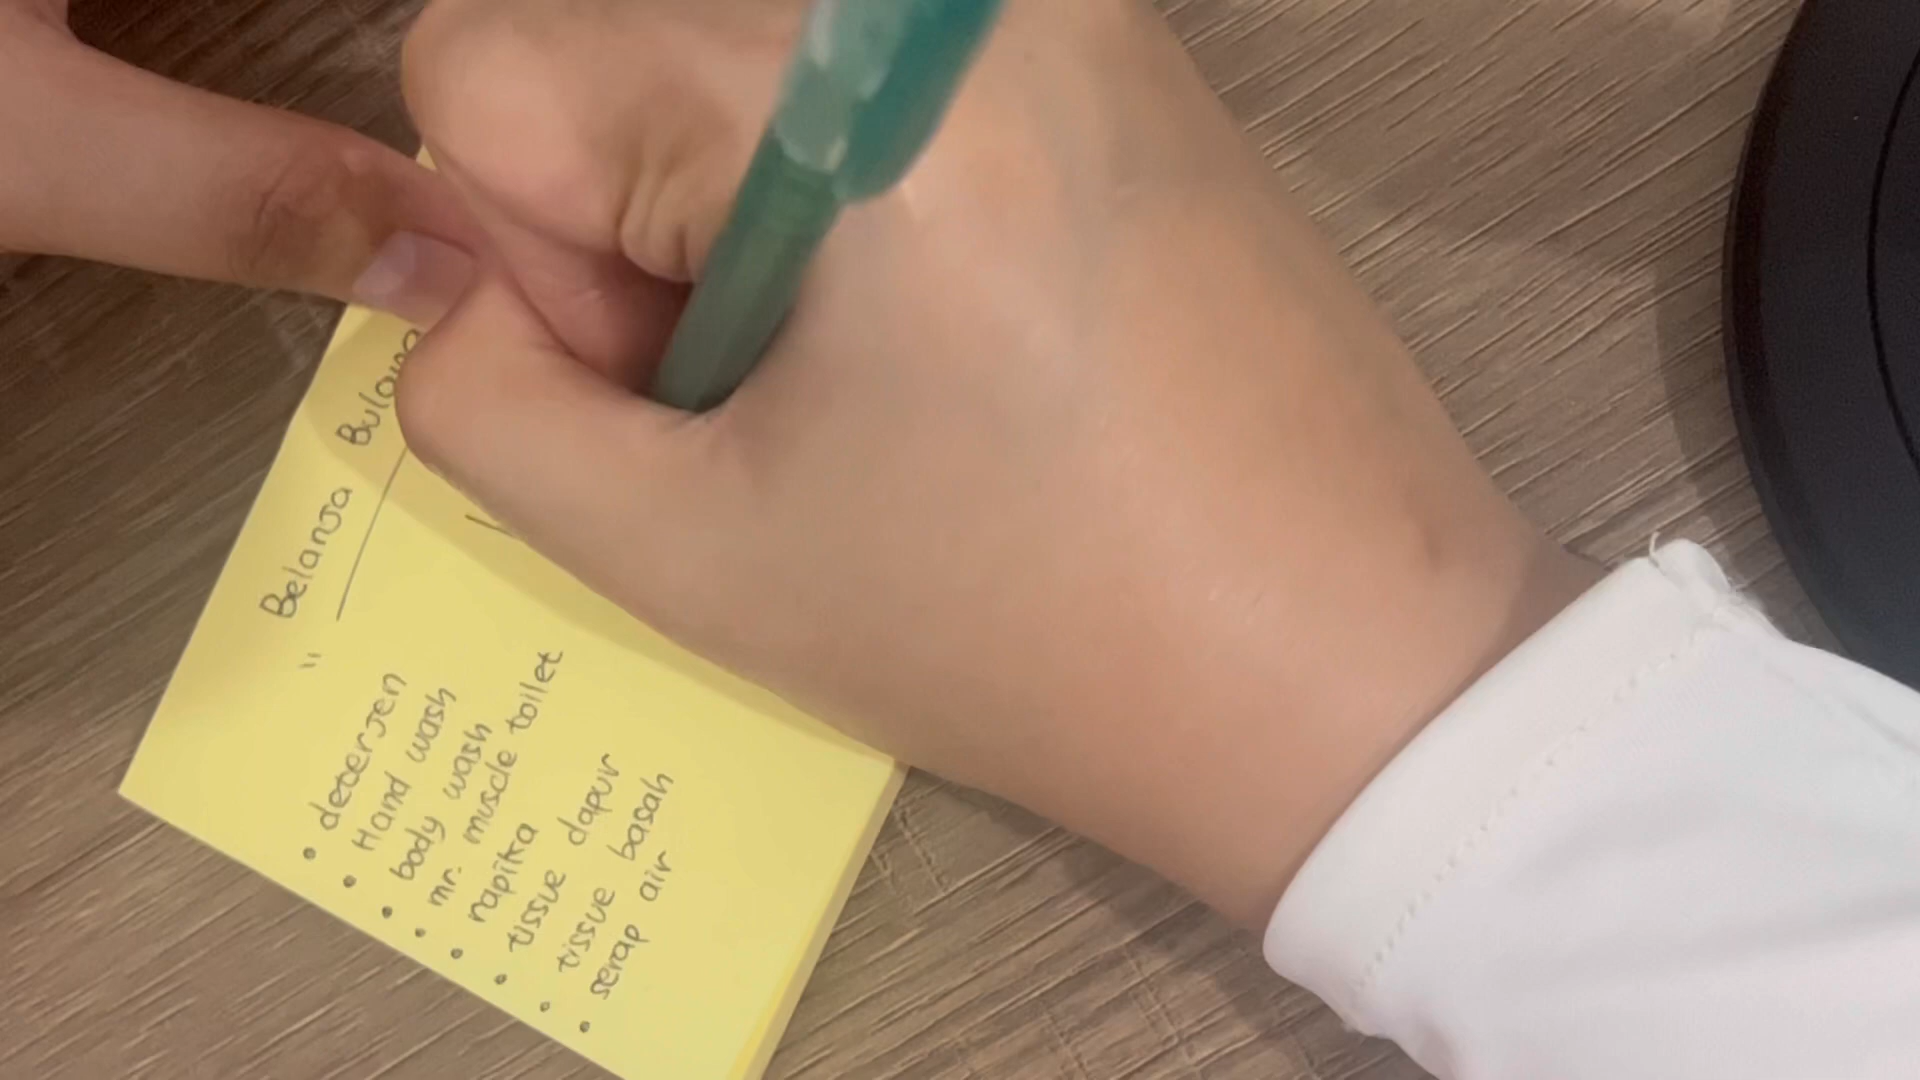 " Belanja
• deterjen
• Hand wash
• body wash
• mr. muscle toilet
• rapika
• tissue dapur
• tissue basah
• serap air